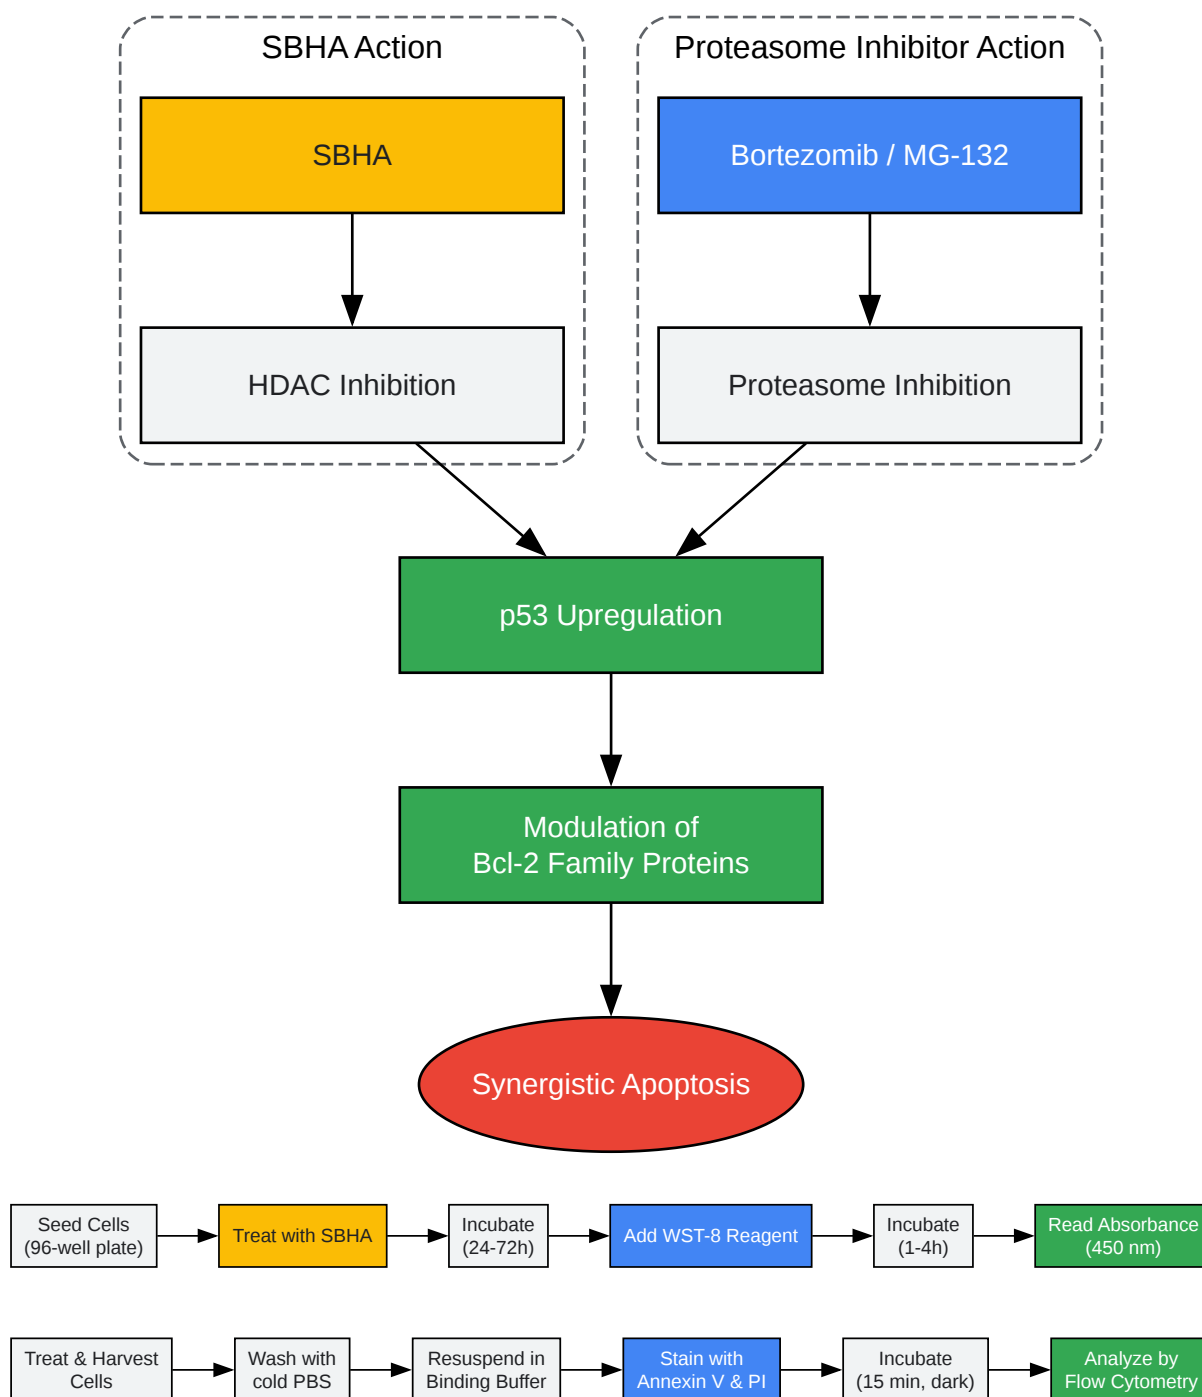 SBHA Action
Proteasome Inhibitor Action
SBHA
Bortezomib / MG-132
HDAC Inhibition
Proteasome Inhibition
p53 Upregulation
Modulation of
Bcl-2 Family Proteins
Synergistic Apoptosis
Seed Cells
(96-well plate)
Treat with SBHA
Incubate
(24-72h)
Add WST-8 Reagent
Incubate
(1-4h)
Read Absorbance
(450 nm)
Treat & Harvest
Cells
Wash with
cold PBS
Resuspend in
Binding Buffer
Stain with
Annexin V & PI
Incubate
(15 min, dark)
Analyze by
Flow Cytometry